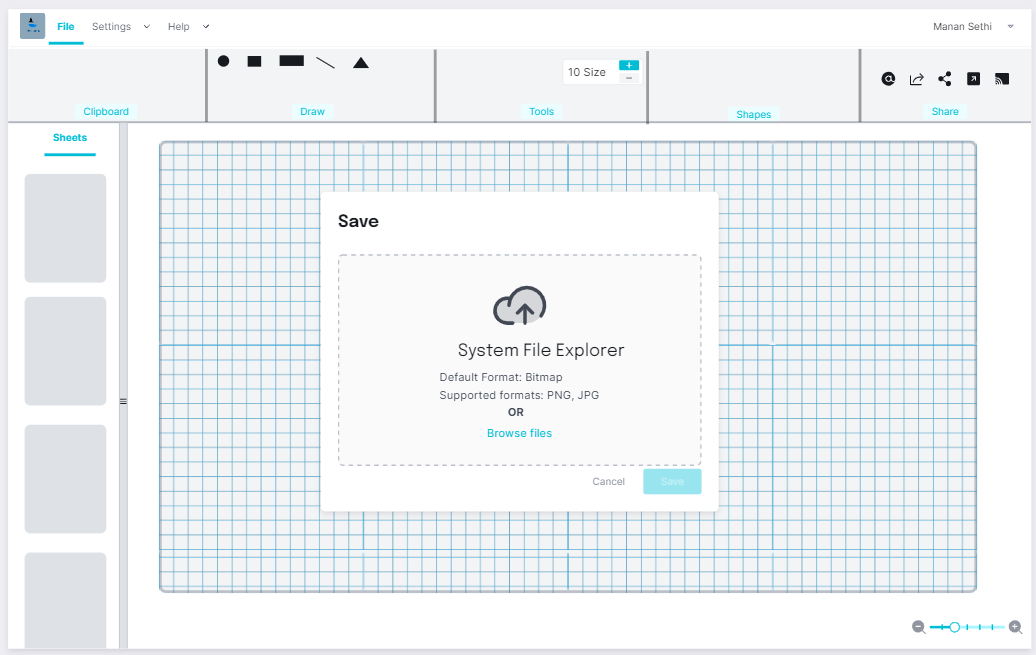 File Settings Help Manan Sethi
10 Size + −
Clipboard Draw Tools Shapes Share
Sheets
Save
System File Explorer
Default Format: Bitmap
Supported formats: PNG, JPG
OR
Browse files
Cancel Save